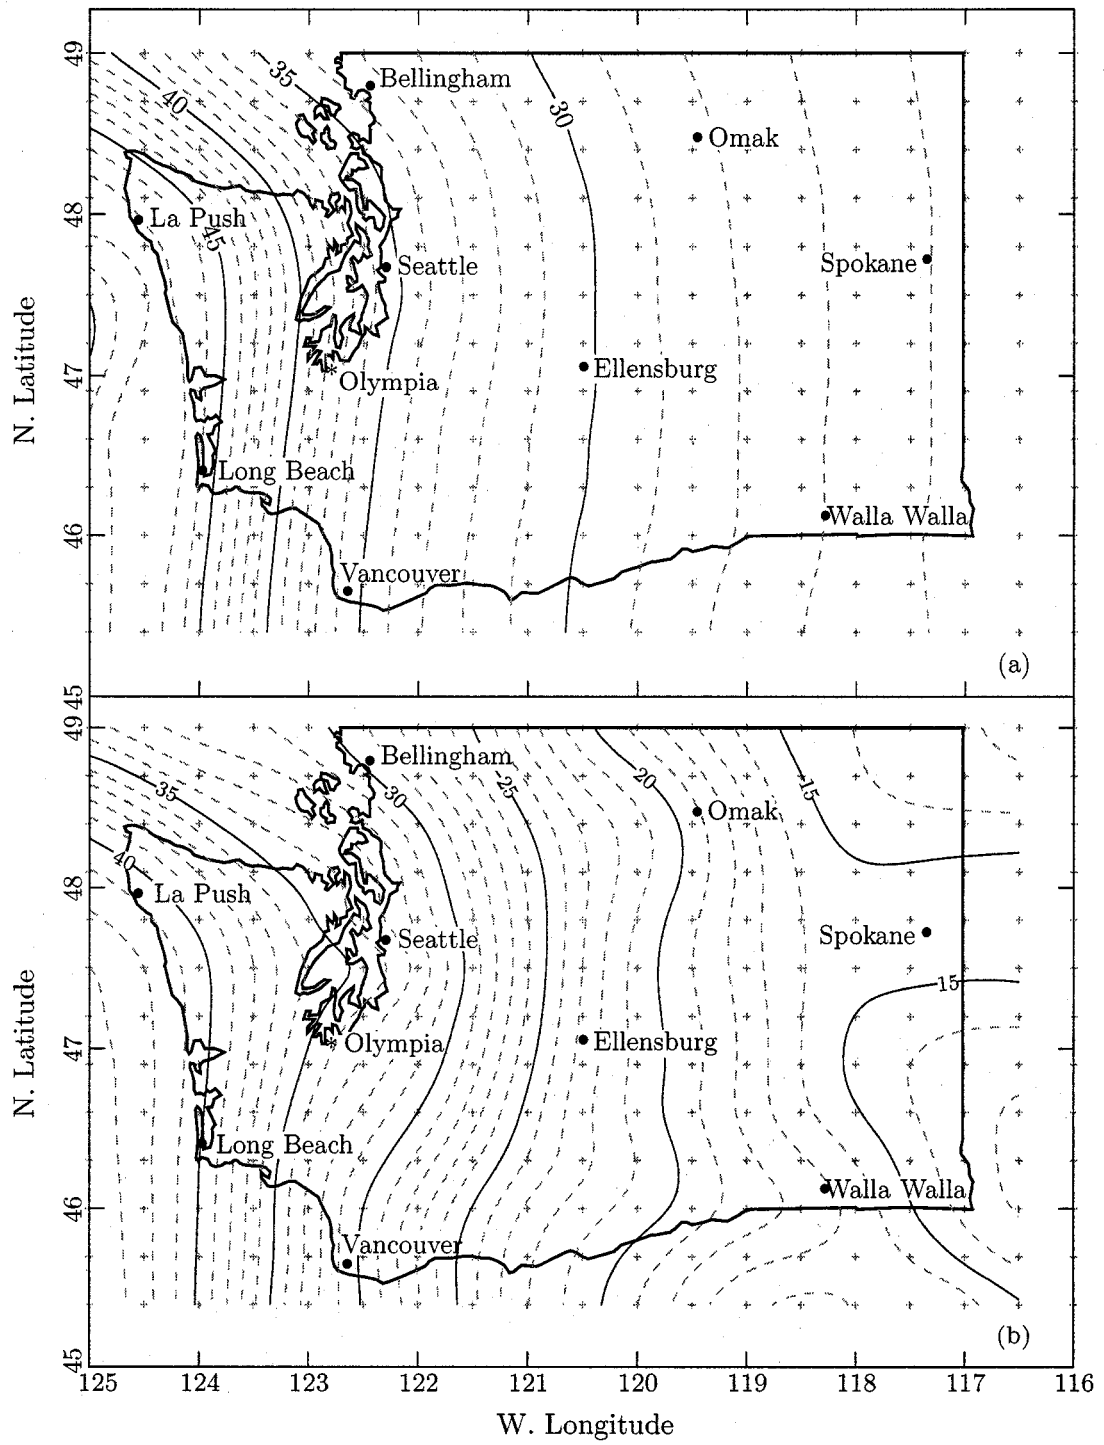 49
35
Bellingham
40
30
Omak
48
La Push
45
Seattle
Spokane
N. Latitude
47
Olympia
Ellensburg
Long Beach
46
Walla Walla
Vancouver
(a)
45
49
Bellingham
35
30
25
20
15
Omak
40
48
La Push
Seattle
Spokane
15
N. Latitude
47
Olympia
Ellensburg
Long Beach
46
Walla Walla
Vancouver
(b)
45
125 124 123 122 121 120 119 118 117 116
W. Longitude